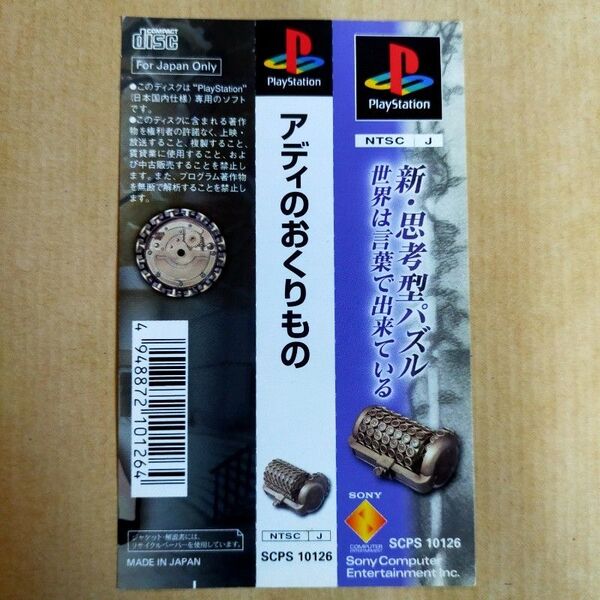 COMPACT
disc
For Japan Only
●このディスクは"PlayStation"
(日本国内仕様)専用のソフト
です。
●このディスクに含まれる著作
物を権利者の許諾なく、上映・
放送すること、複製すること、
賃貸業に使用すること、およ
び中古販売することを禁止し
ます。また、プログラム著作物
を無断で解析することを禁止し
ます。
4 948872 101264
ジャケット・解説書には、
リサイクルペーパーを使用しています。
MADE IN JAPAN
PlayStation
アディのおくりもの
NTSC J
SCPS 10126
PlayStation
NTSC J
新・思考型パズル
世界は言葉で出来ている
SONY
COMPUTER
ENTERTAINMENT
SCPS 10126
Sony Computer
Entertainment Inc.